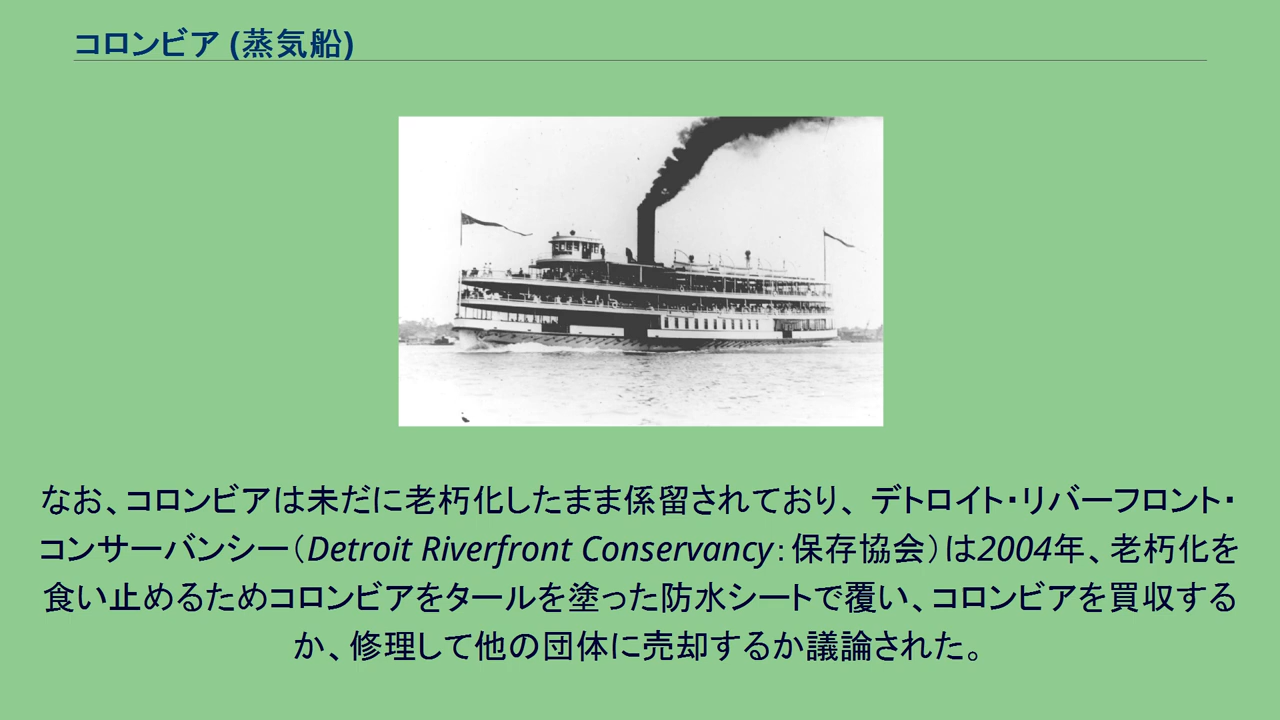 コロンビア (蒸気船)
なお、コロンビアは未だに老朽化したまま係留されており、 デトロイト・リバーフロント・
コンサーバンシー（Detroit Riverfront Conservancy：保存協会）は2004年、老朽化を
食い止めるためコロンビアをタールを塗った防水シートで覆い、コロンビアを買収する
か、修理して他の団体に売却するか議論された。